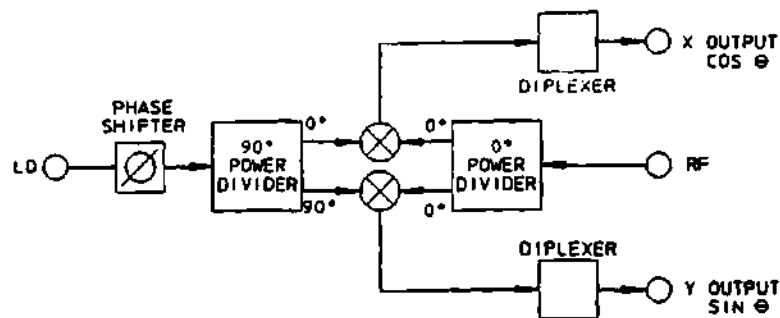 X OUTPUT
COS Θ
DIPLEXER
PHASE
SHIFTER
LO
Ø
0°
90°
POWER
DIVIDER
90°
0°
0°
0°
POWER
DIVIDER
RF
DIPLEXER
Y OUTPUT
SIN Θ